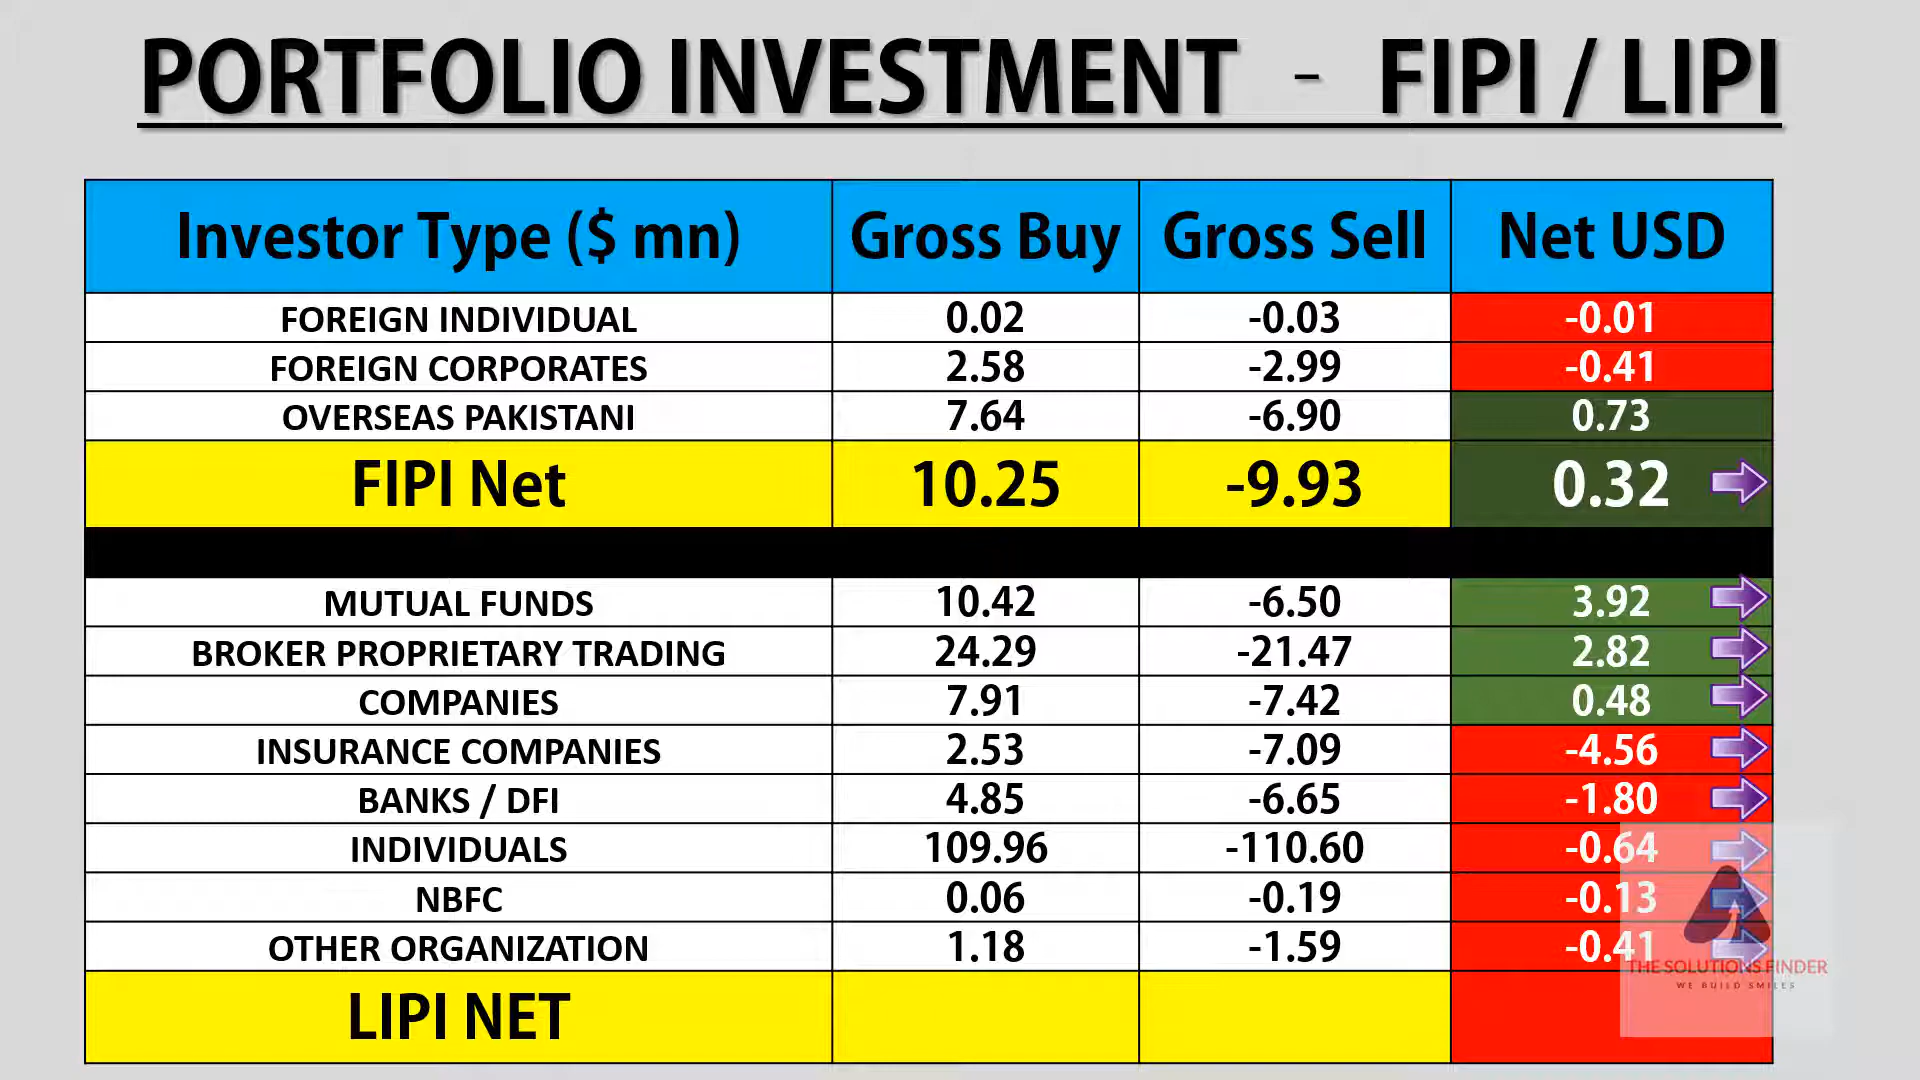 PORTFOLIO INVESTMENT - FIPI / LIPI
Investor Type ($ mn) Gross Buy Gross Sell Net USD
FOREIGN INDIVIDUAL 0.02 -0.03 -0.01
FOREIGN CORPORATES 2.58 -2.99 -0.41
OVERSEAS PAKISTANI 7.64 -6.90 0.73
FIPI Net 10.25 -9.93 0.32
MUTUAL FUNDS 10.42 -6.50 3.92
BROKER PROPRIETARY TRADING 24.29 -21.47 2.82
COMPANIES 7.91 -7.42 0.48
INSURANCE COMPANIES 2.53 -7.09 -4.56
BANKS / DFI 4.85 -6.65 -1.80
INDIVIDUALS 109.96 -110.60 -0.64
NBFC 0.06 -0.19 -0.13
OTHER ORGANIZATION 1.18 -1.59 -0.41
THE SOLUTIONS FINDER
WE BUILD SMILES
LIPI NET